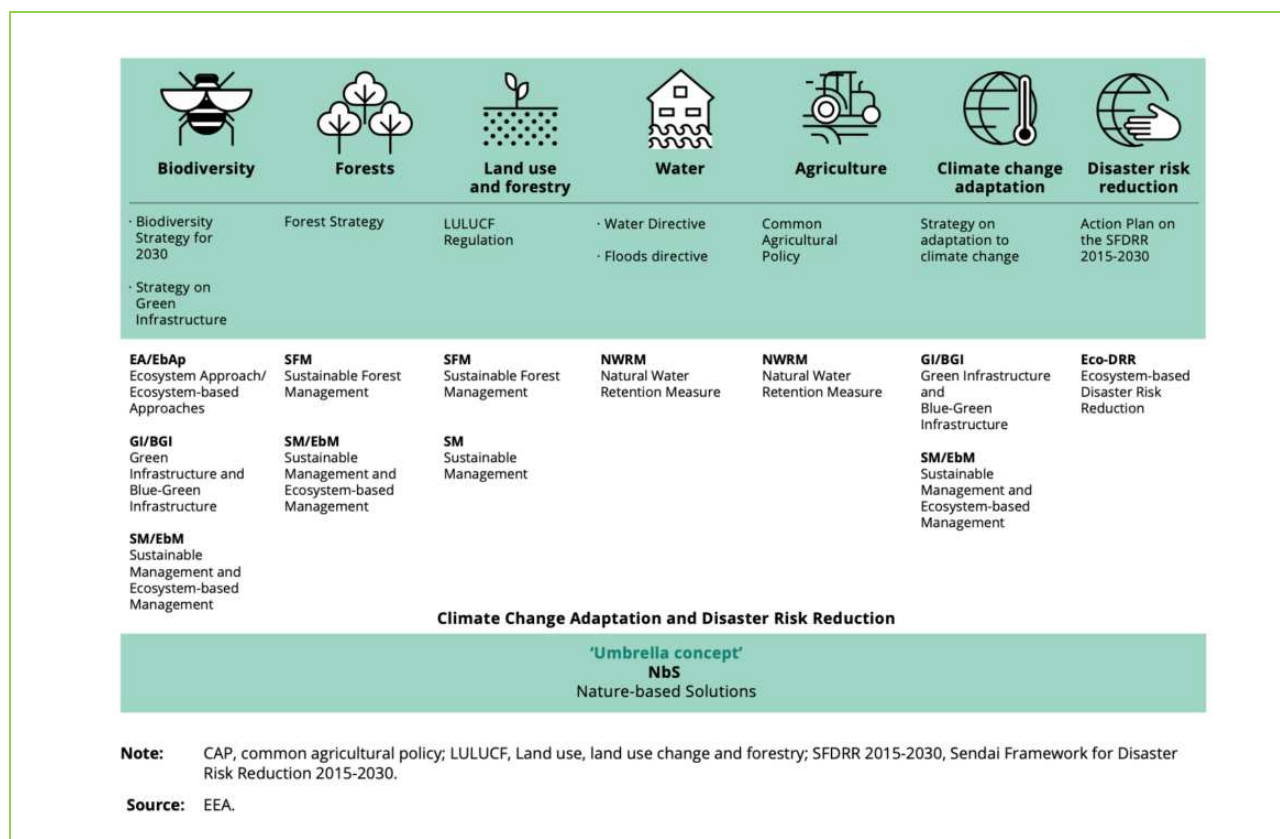 Biodiversity
Forests
Land use
and forestry
Water
Agriculture
Climate change
adaptation
Disaster risk
reduction
· Biodiversity
Strategy for
2030
· Strategy on
Green
Infrastructure
Forest Strategy
LULUCF
Regulation
· Water Directive
· Floods directive
Common
Agricultural
Policy
Strategy on
adaptation to
climate change
Action Plan on
the SFDRR
2015-2030
EA/EbAp
Ecosystem Approach/
Ecosystem-based
Approaches
GI/BGI
Green
Infrastructure and
Blue-Green
Infrastructure
SM/EbM
Sustainable
Management and
Ecosystem-based
Management
SFM
Sustainable Forest
Management
SM/EbM
Sustainable
Management and
Ecosystem-based
Management
SFM
Sustainable Forest
Management
SM
Sustainable
Management
NWRM
Natural Water
Retention Measure
NWRM
Natural Water
Retention Measure
GI/BGI
Green Infrastructure
and
Blue-Green
Infrastructure
SM/EbM
Sustainable
Management and
Ecosystem-based
Management
Eco-DRR
Ecosystem-based
Disaster Risk
Reduction
Climate Change Adaptation and Disaster Risk Reduction
‘Umbrella concept’
NbS
Nature-based Solutions
Note: CAP, common agricultural policy; LULUCF, Land use, land use change and forestry; SFDRR 2015-2030, Sendai Framework for Disaster
Risk Reduction 2015-2030.
Source: EEA.